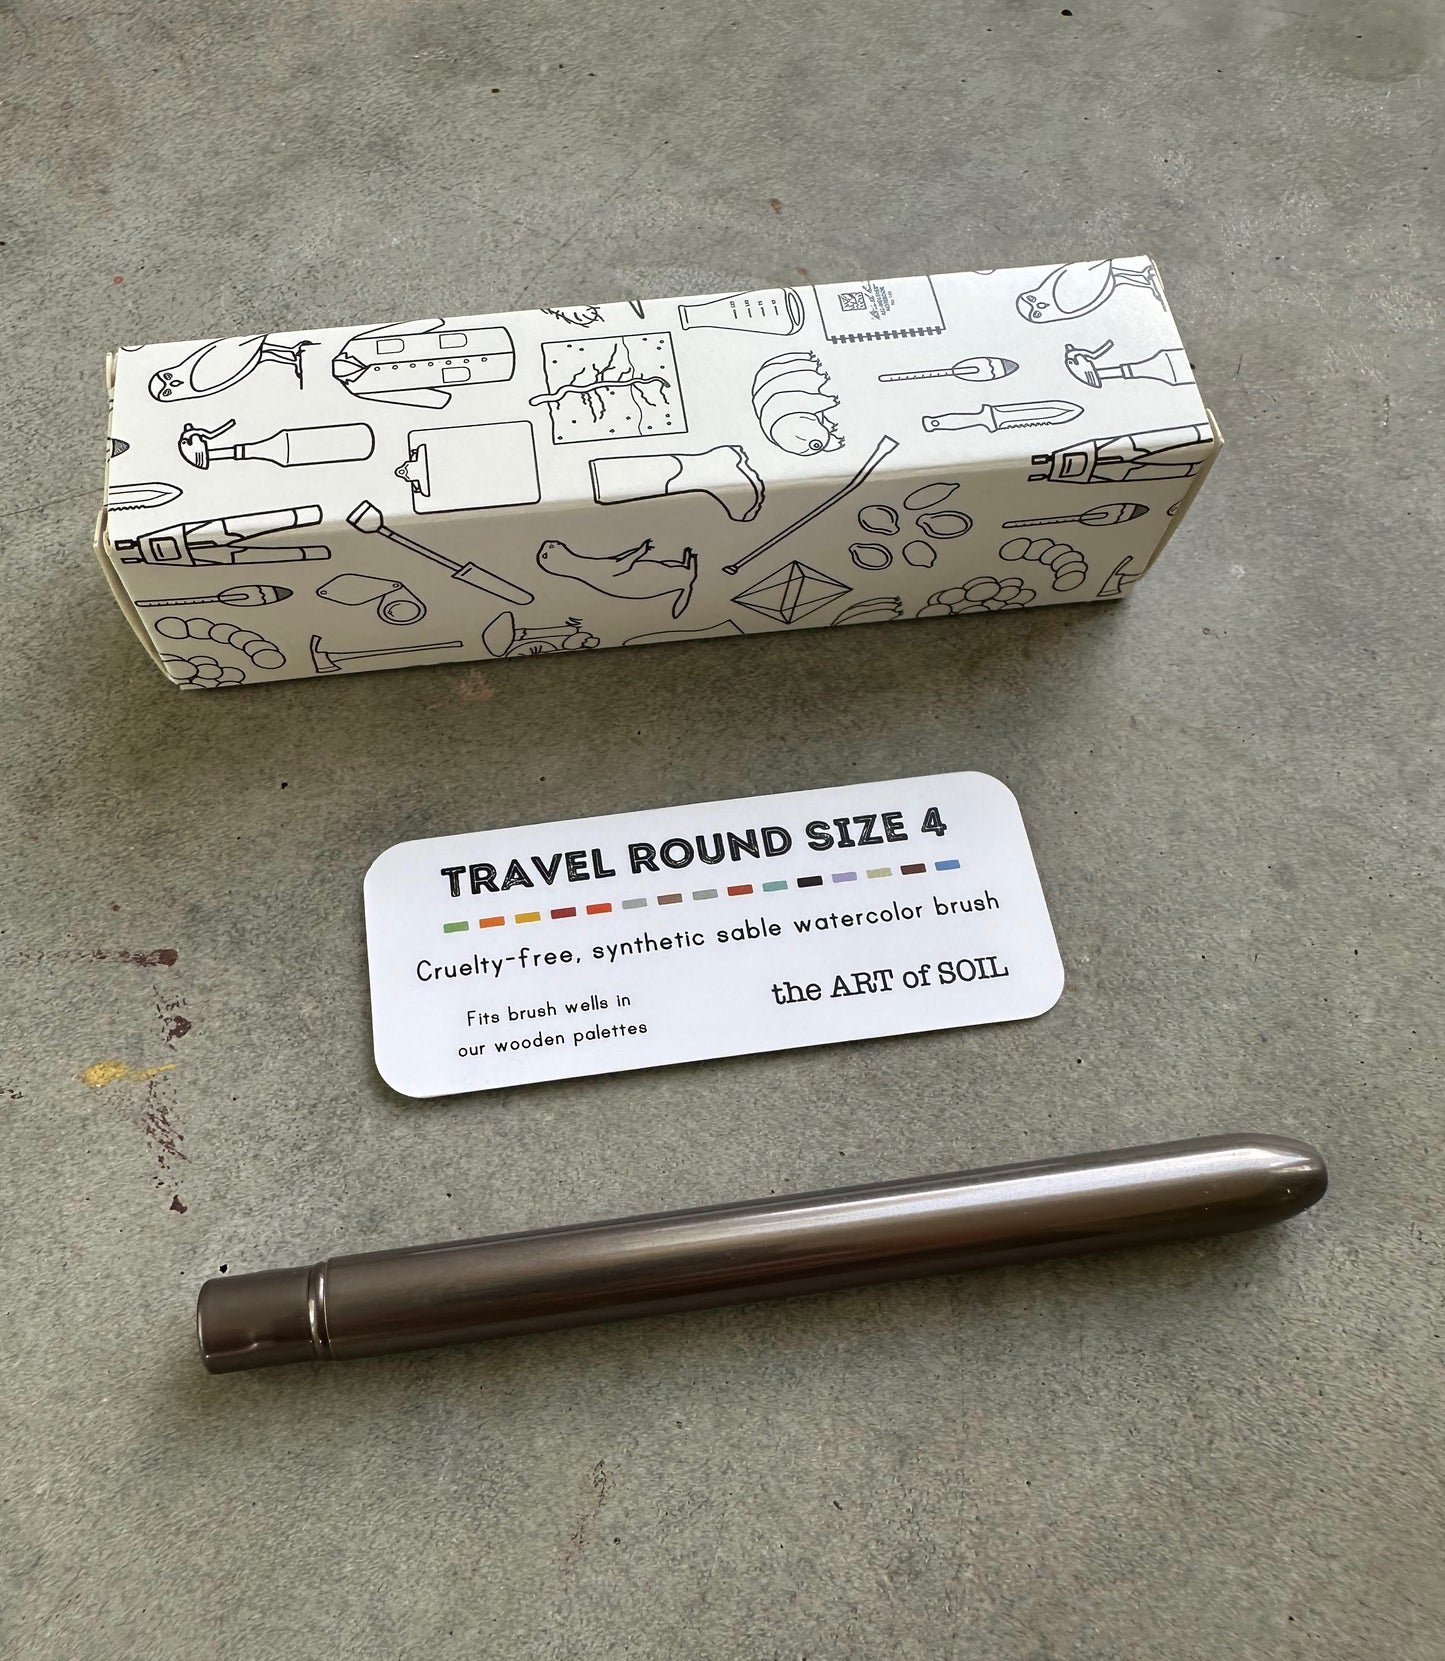 TRAVEL ROUND SIZE 4
Cruelty-free, synthetic sable watercolor brush
Fits brush wells in
our wooden palettes
the ART of SOIL